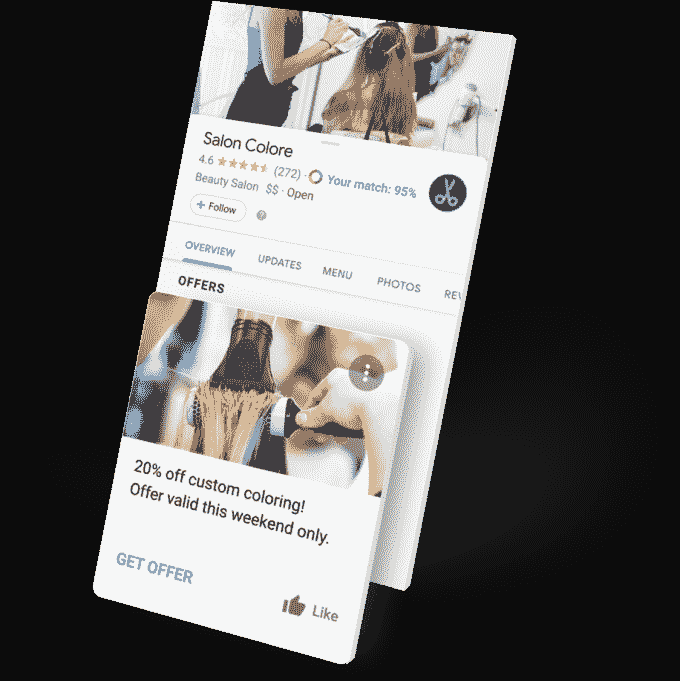 Salon Colore
4.6 (272) · Your match: 95%
Beauty Salon $$ · Open
+ Follow ?
OVERVIEW UPDATES MENU PHOTOS REV
OFFERS
20% off custom coloring!
Offer valid this weekend only.
GET OFFER
Like